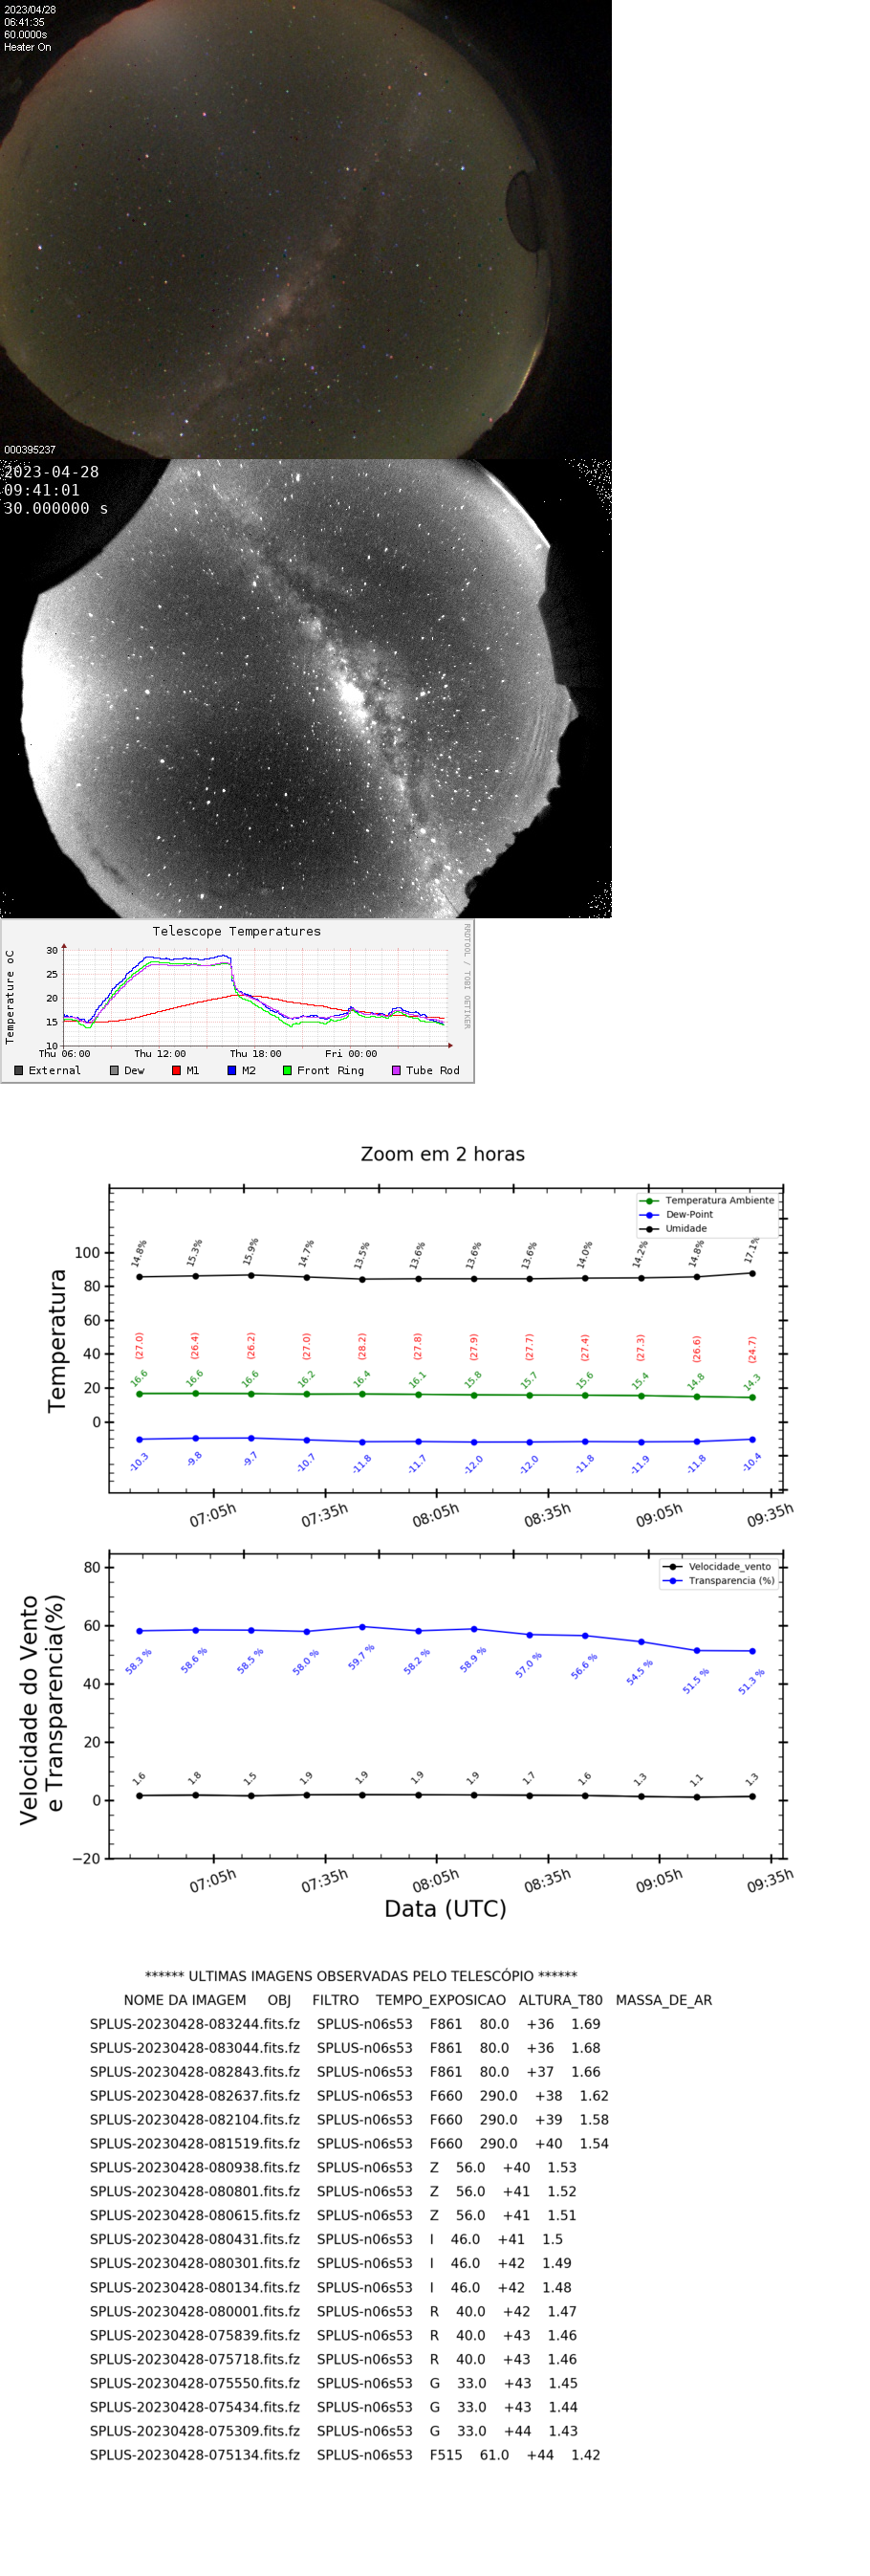 2023/04/28
06:41:35
60.0000s
Heater On
000395237
2023-04-28
09:41:01
30.000000 s
Telescope Temperatures
RRDTOOL / TOBI OETIKER
Temperature oC
30
25
20
15
10
Thu 06:00 Thu 12:00 Thu 18:00 Fri 00:00
External Dew M1 M2 Front Ring Tube Rod
Zoom em 2 horas
Temperatura Ambiente
Dew-Point
Umidade
Temperatura
100
80
60
40
20
0
14.8% 15.3% 15.9% 14.7% 13.5% 13.6% 13.6% 13.6% 14.0% 14.2% 14.8% 17.1%
(27.0) (26.4) (26.2) (27.0) (28.2) (27.8) (27.9) (27.7) (27.4) (27.3) (26.6) (24.7)
16.6 16.6 16.6 16.2 16.4 16.1 15.8 15.7 15.6 15.4 14.8 14.3
-10.3 -9.8 -9.7 -10.7 -11.8 -11.7 -12.0 -12.0 -11.8 -11.9 -11.8 -10.4
07:05h 07:35h 08:05h 08:35h 09:05h 09:35h
Velocidade_vento
Transparencia (%)
Velocidade do Vento
e Transparencia(%)
80
60
40
20
0
−20
58.3 % 58.6 % 58.5 % 58.0 % 59.7 % 58.2 % 58.9 % 57.0 % 56.6 % 54.5 % 51.5 % 51.3 %
1.6 1.8 1.5 1.9 1.9 1.9 1.9 1.7 1.6 1.3 1.1 1.3
07:05h 07:35h 08:05h 08:35h 09:05h 09:35h
Data (UTC)
****** ULTIMAS IMAGENS OBSERVADAS PELO TELESCÓPIO ******
NOME DA IMAGEM OBJ FILTRO TEMPO_EXPOSICAO ALTURA_T80 MASSA_DE_AR
SPLUS-20230428-083244.fits.fz SPLUS-n06s53 F861 80.0 +36 1.69
SPLUS-20230428-083044.fits.fz SPLUS-n06s53 F861 80.0 +36 1.68
SPLUS-20230428-082843.fits.fz SPLUS-n06s53 F861 80.0 +37 1.66
SPLUS-20230428-082637.fits.fz SPLUS-n06s53 F660 290.0 +38 1.62
SPLUS-20230428-082104.fits.fz SPLUS-n06s53 F660 290.0 +39 1.58
SPLUS-20230428-081519.fits.fz SPLUS-n06s53 F660 290.0 +40 1.54
SPLUS-20230428-080938.fits.fz SPLUS-n06s53 Z 56.0 +40 1.53
SPLUS-20230428-080801.fits.fz SPLUS-n06s53 Z 56.0 +41 1.52
SPLUS-20230428-080615.fits.fz SPLUS-n06s53 Z 56.0 +41 1.51
SPLUS-20230428-080431.fits.fz SPLUS-n06s53 I 46.0 +41 1.5
SPLUS-20230428-080301.fits.fz SPLUS-n06s53 I 46.0 +42 1.49
SPLUS-20230428-080134.fits.fz SPLUS-n06s53 I 46.0 +42 1.48
SPLUS-20230428-080001.fits.fz SPLUS-n06s53 R 40.0 +42 1.47
SPLUS-20230428-075839.fits.fz SPLUS-n06s53 R 40.0 +43 1.46
SPLUS-20230428-075718.fits.fz SPLUS-n06s53 R 40.0 +43 1.46
SPLUS-20230428-075550.fits.fz SPLUS-n06s53 G 33.0 +43 1.45
SPLUS-20230428-075434.fits.fz SPLUS-n06s53 G 33.0 +43 1.44
SPLUS-20230428-075309.fits.fz SPLUS-n06s53 G 33.0 +44 1.43
SPLUS-20230428-075134.fits.fz SPLUS-n06s53 F515 61.0 +44 1.42